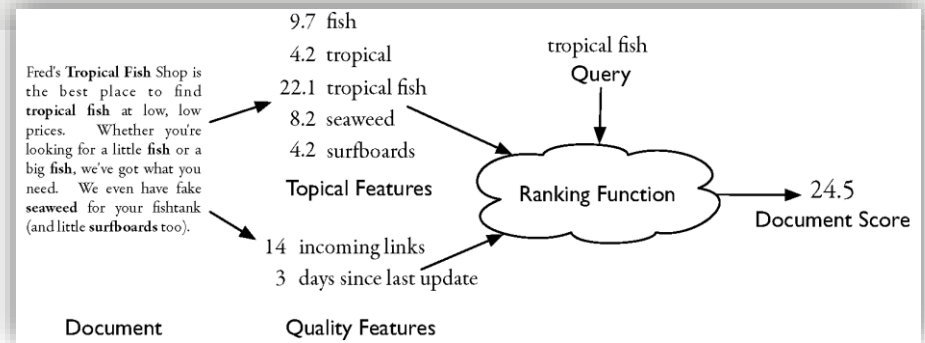 Fred's Tropical Fish Shop is
the best place to find
tropical fish at low, low
prices. Whether you're
looking for a little fish or a
big fish, we've got what you
need. We even have fake
seaweed for your fishtank
(and little surfboards too).
Document
9.7 fish
4.2 tropical
22.1 tropical fish
8.2 seaweed
4.2 surfboards
Topical Features
14 incoming links
3 days since last update
Quality Features
tropical fish
Query
Ranking Function
24.5
Document Score